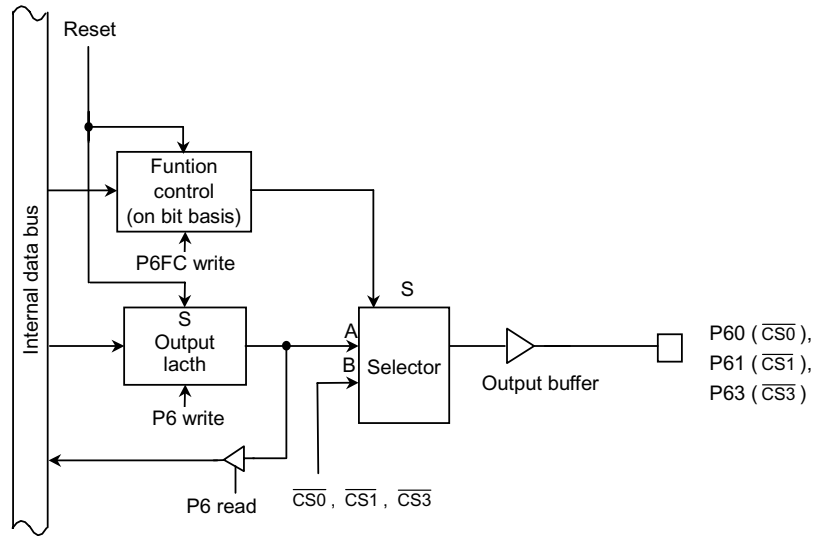 Reset
Internal data bus
Funtion
control
(on bit basis)
P6FC write
S
Output
lacth
P6 write
P6 read
S
A
B
Selector
CS0 , CS1 , CS3
Output buffer
P60 ( CS0 ),
P61 ( CS1 ),
P63 ( CS3 )